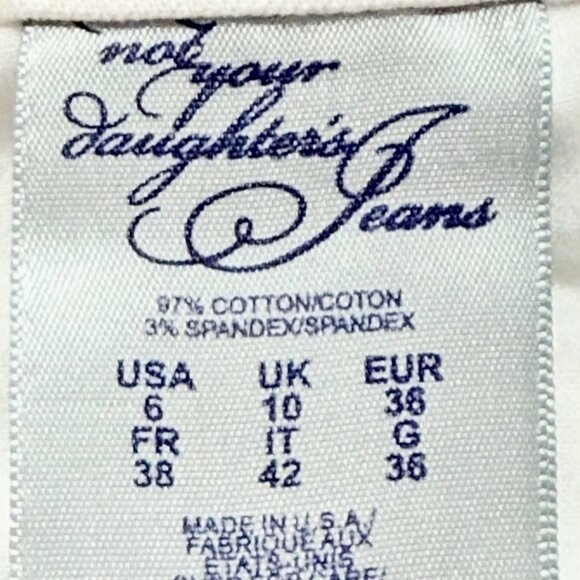 not your
daughter's
Jeans
97% COTTON/COTON
3% SPANDEX/SPANDEX
USA UK EUR
6 10 36
FR IT G
38 42 36
MADE IN U.S.A./
FABRIQUE AUX
ETATS-UNIS